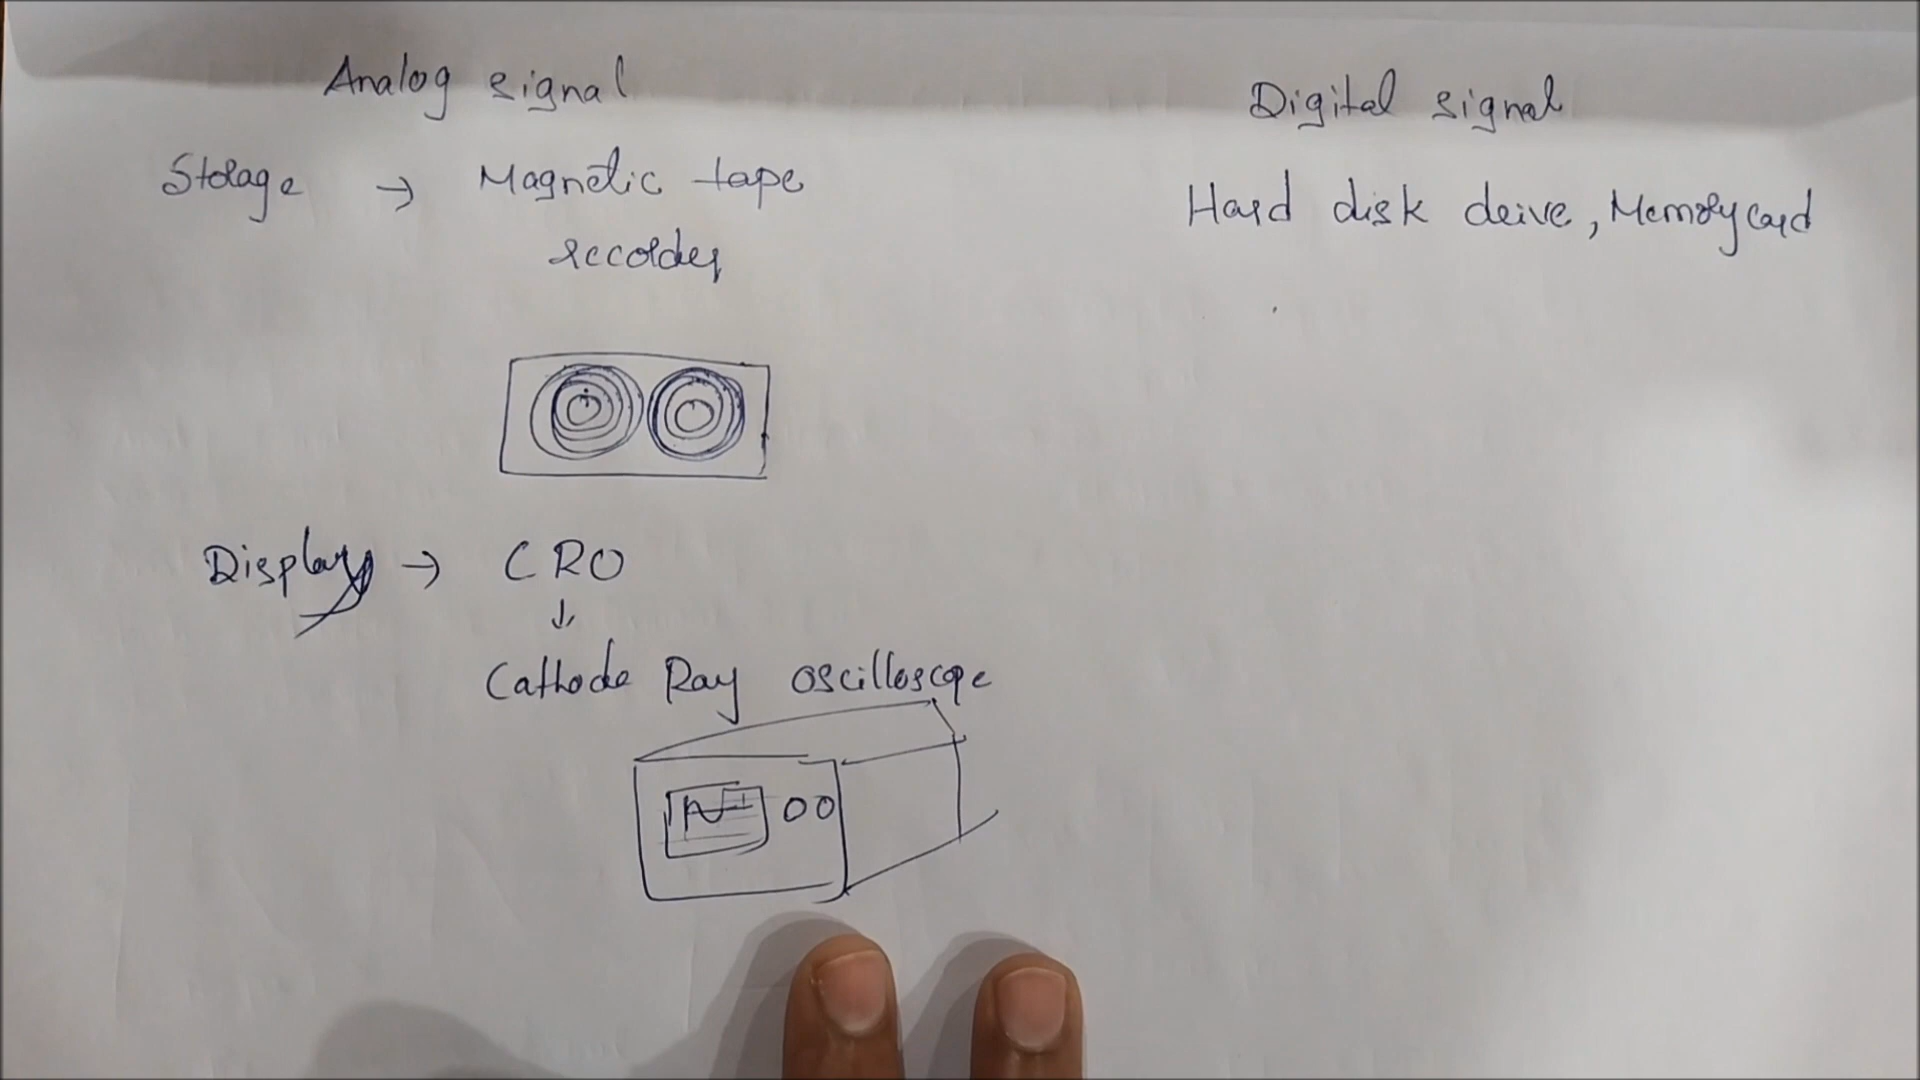 Analog signal
Digital signal
Storage → Magnetic tape
recorder
Hard disk drive, Memory card
Display → CRO
↓
Cathode Ray oscilloscope